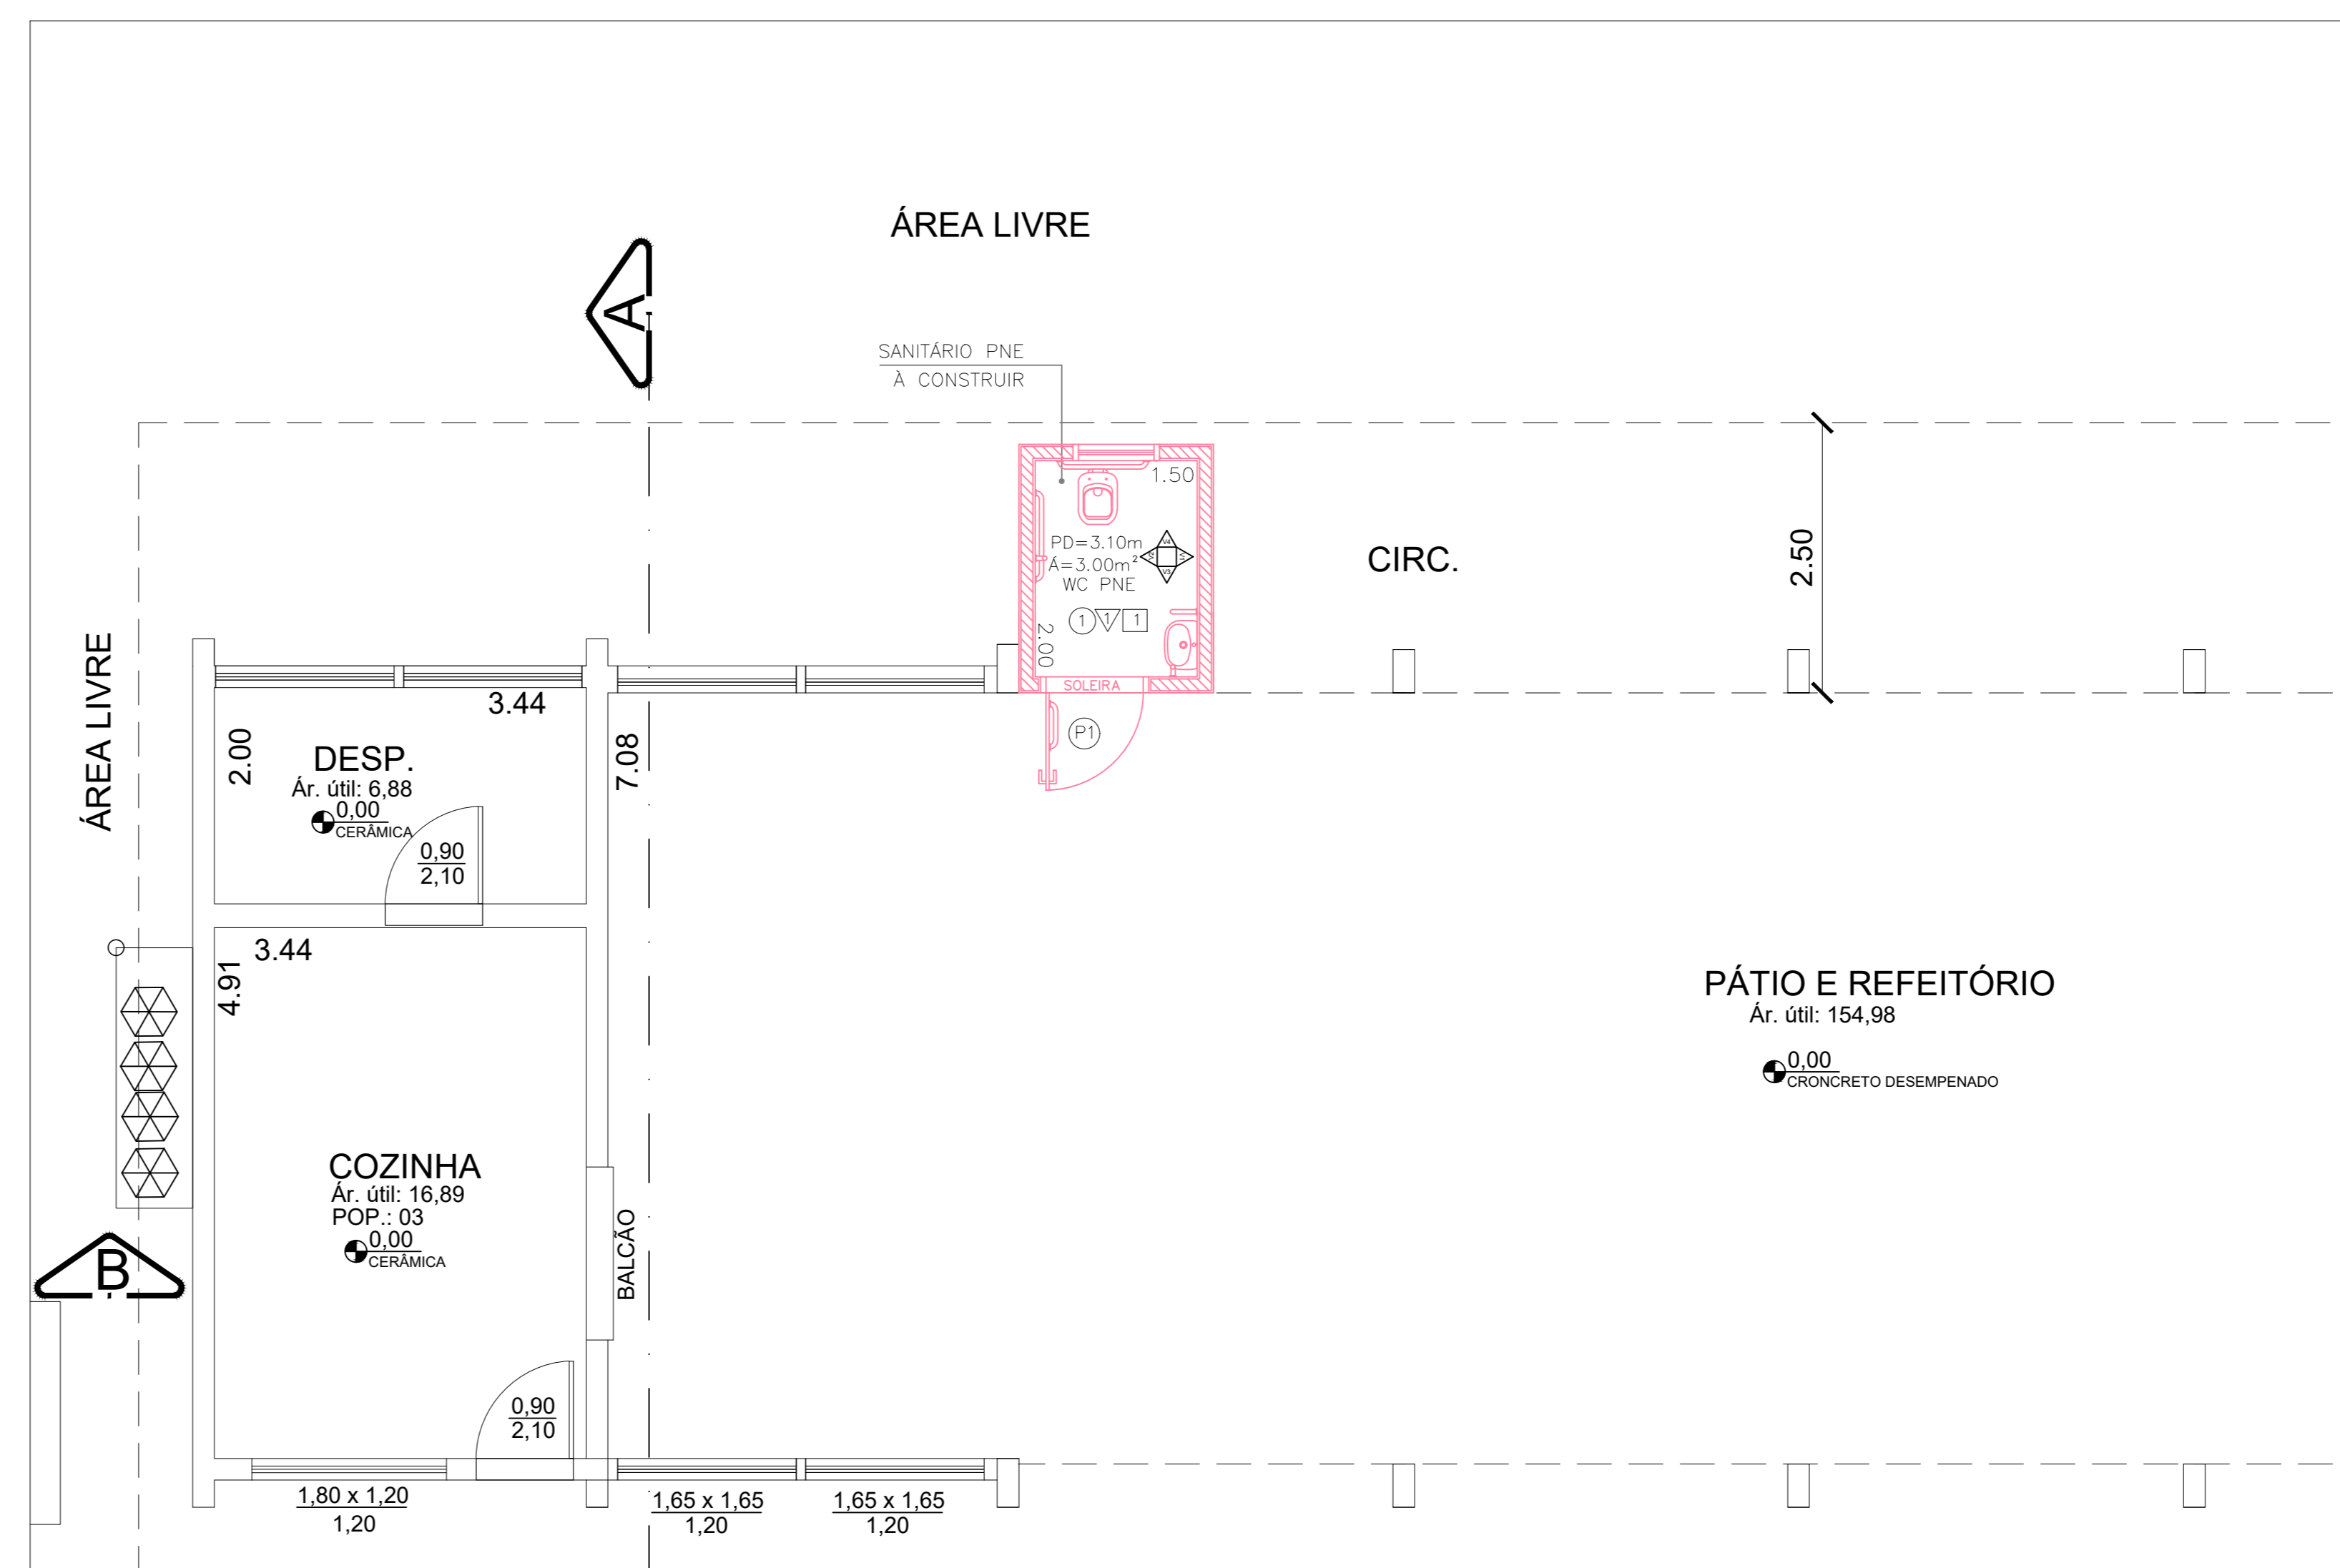 ÁREA LIVRE
A
SANITÁRIO PNE
À CONSTRUIR
1.50
PD=3.10m
Á=3.00m²
WC PNE
V4
V2
V1
V3
1
1
1
2.00
SOLEIRA
P1
CIRC.
2.50
ÁREA LIVRE
3.44
2.00
DESP.
Ár. útil: 6,88
0,00
CERÂMICA
0,90
2,10
7.08
3.44
4.91
PÁTIO E REFEITÓRIO
Ár. útil: 154,98
0,00
CRONCRETO DESEMPENADO
COZINHA
Ár. útil: 16,89
POP.: 03
0,00
CERÂMICA
BALCÃO
B
0,90
2,10
1,80 x 1,20
1,20
1,65 x 1,65
1,20
1,65 x 1,65
1,20